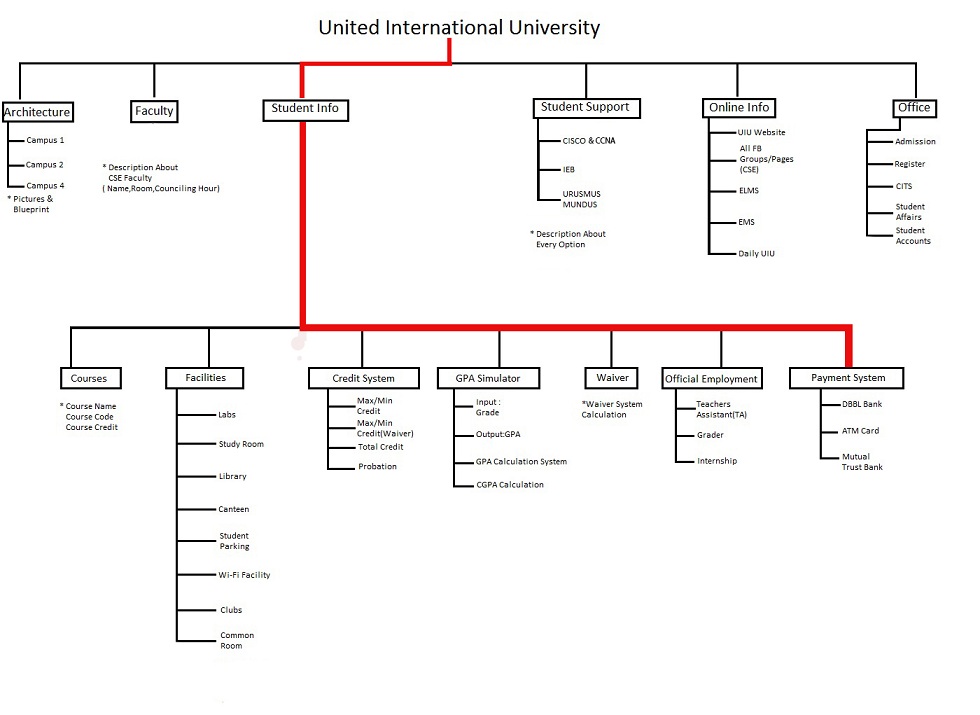 United International University
Architecture
Campus 1
Campus 2
Campus 4
* Pictures &
Blueprint
Faculty
* Description About
CSE Faculty
( Name,Room,Counciling Hour)
Student Info
Student Support
CISCO & CCNA
IEB
URUSMUS
MUNDUS
* Description About
Every Option
Online Info
UIU Website
All FB
Groups/Pages
(CSE)
ELMS
EMS
Daily UIU
Office
Admission
Register
CITS
Student
Affairs
Student
Accounts
Courses
* Course Name
Course Code
Course Credit
Facilities
Labs
Study Room
Library
Canteen
Student
Parking
Wi-Fi Facility
Clubs
Common
Room
Credit System
Max/Min
Credit
Max/Min
Credit(Waiver)
Total Credit
Probation
GPA Simulator
Input :
Grade
Output:GPA
GPA Calculation System
CGPA Calculation
Waiver
*Waiver System
Calculation
Official Employment
Teachers
Assistant(TA)
Grader
Internship
Payment System
DBBL Bank
ATM Card
Mutual
Trust Bank